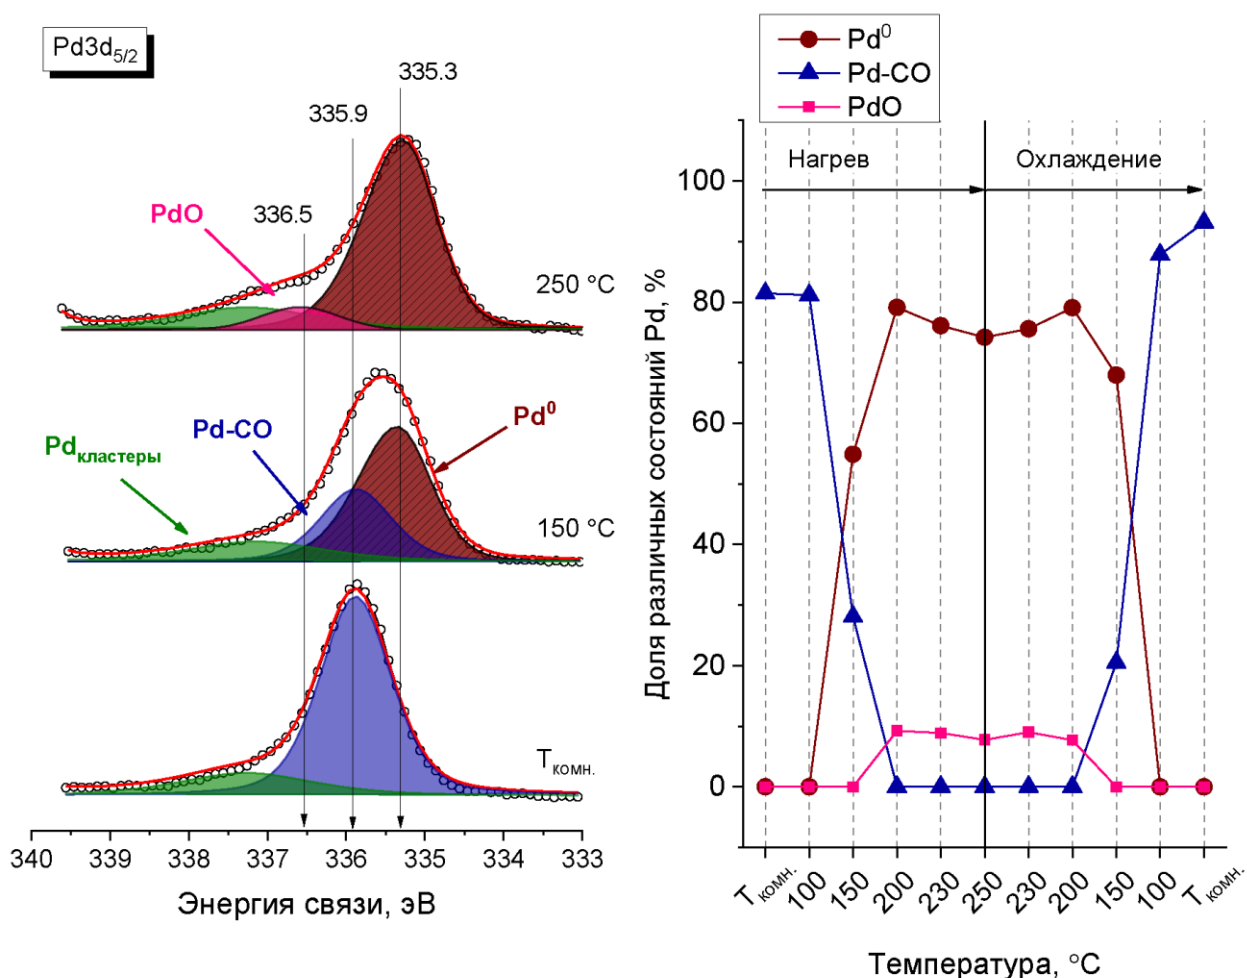 Pd3d5/2
335.3
335.9
336.5
PdO
250 °C
Pd-CO
Pd⁰
Pdкластеры
150 °C
Tкомн.
340 339 338 337 336 335 334 333
Энергия связи, эВ
Pd⁰
Pd-CO
PdO
Нагрев
Охлаждение
100
80
60
40
20
0
Доля различных состояний Pd, %
Tкомн. 100 150 200 230 250 230 200 150 100 Tкомн.
Температура, °C